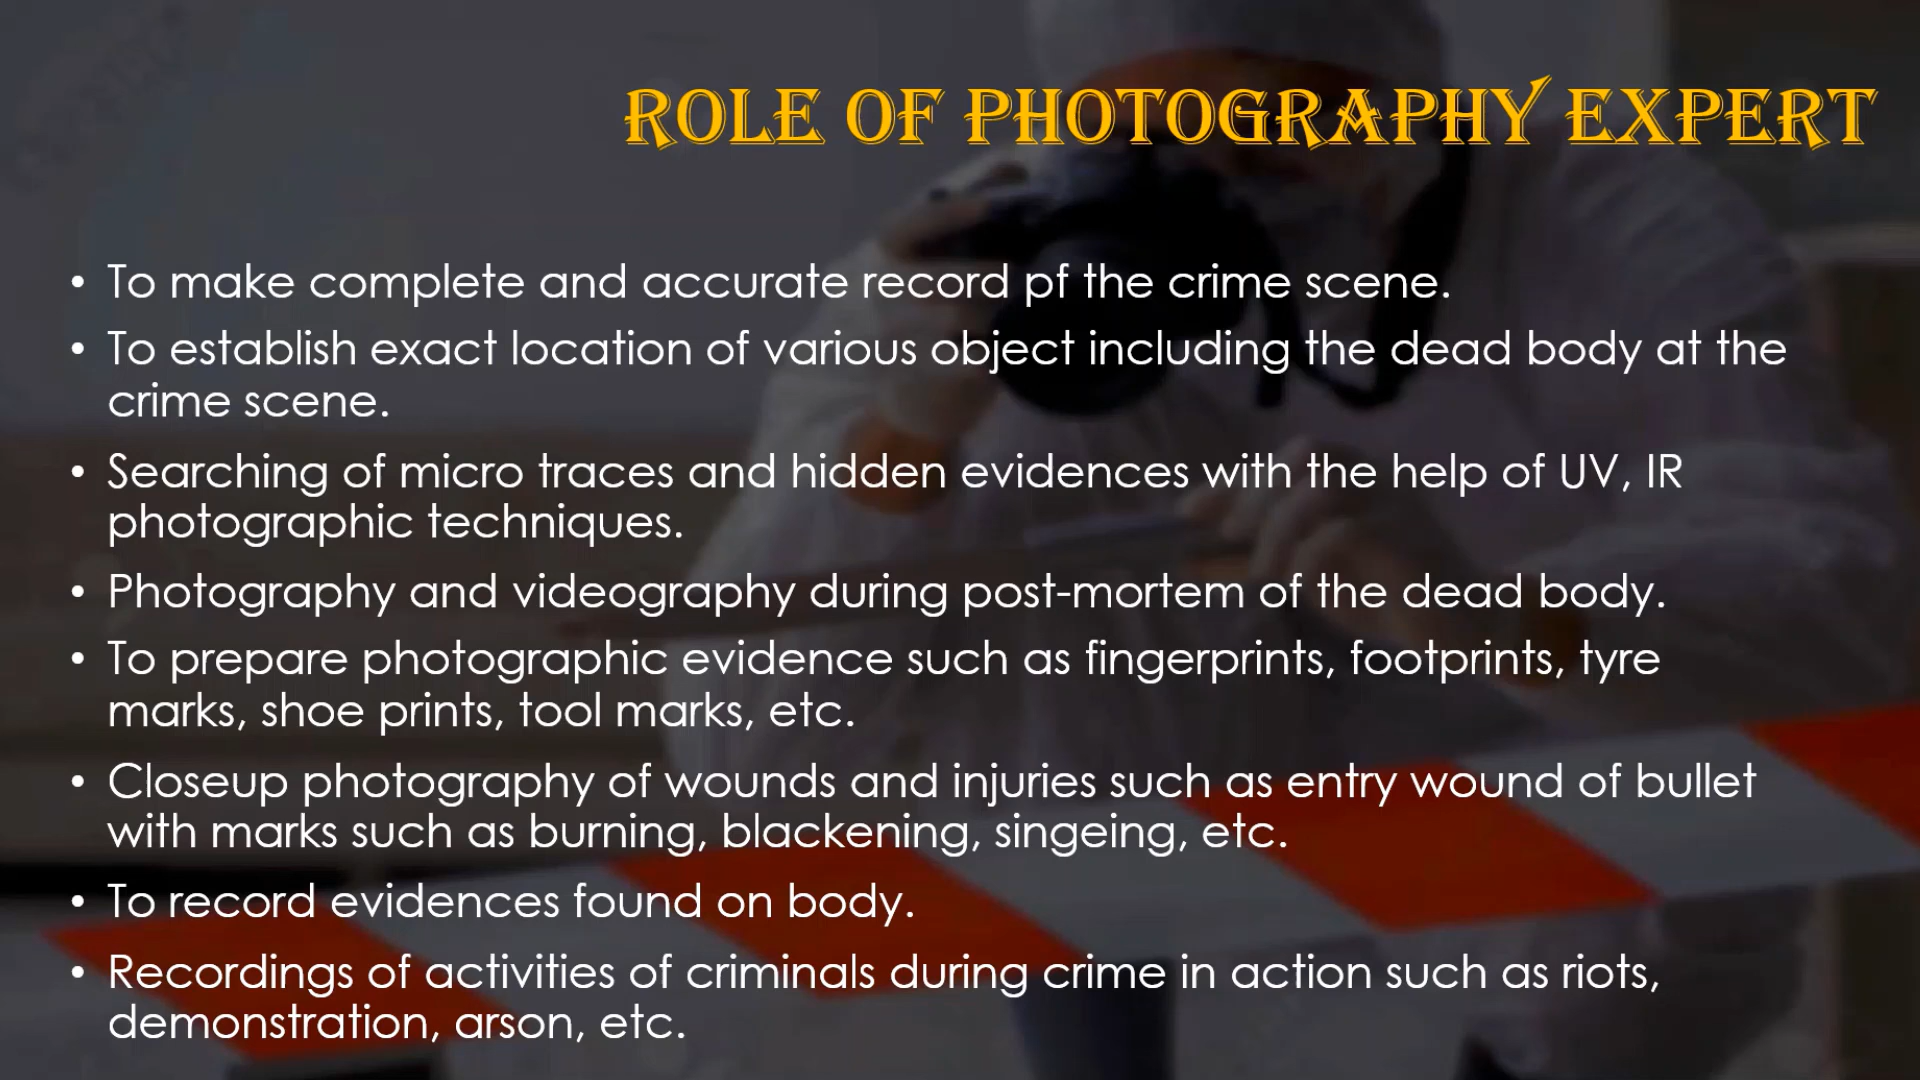 ROLE OF PHOTOGRAPHY EXPERT
• To make complete and accurate record pf the crime scene.
• To establish exact location of various object including the dead body at the
crime scene.
• Searching of micro traces and hidden evidences with the help of UV, IR
photographic techniques.
• Photography and videography during post-mortem of the dead body.
• To prepare photographic evidence such as fingerprints, footprints, tyre
marks, shoe prints, tool marks, etc.
• Closeup photography of wounds and injuries such as entry wound of bullet
with marks such as burning, blackening, singeing, etc.
• To record evidences found on body.
• Recordings of activities of criminals during crime in action such as riots,
demonstration, arson, etc.